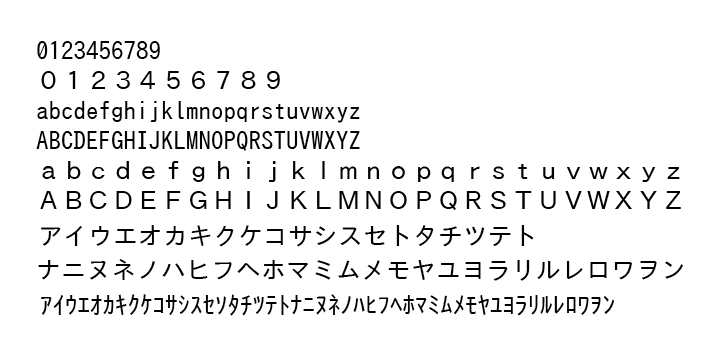 0123456789
０１２３４５６７８９
abcdefghijklmnopqrstuvwxyz
ABCDEFGHIJKLMNOPQRSTUVWXYZ
ａｂｃｄｅｆｇｈｉｊｋｌｍｎｏｐｑｒｓｔｕｖｗｘｙｚ
ＡＢＣＤＥＦＧＨＩＪＫＬＭＮＯＰＱＲＳＴＵＶＷＸＹＺ
アイウエオカキクケコサシスセトタチツテト
ナニヌネノハヒフヘホマミムメモヤユヨラリルレロワヲン
ｱｲｳｴｵｶｷｸｹｺｻｼｽｾｿﾀﾁﾂﾃﾄﾅﾆﾇﾈﾉﾊﾋﾌﾍﾎﾏﾐﾑﾒﾓﾔﾕﾖﾗﾘﾙﾚﾛﾜｦﾝ